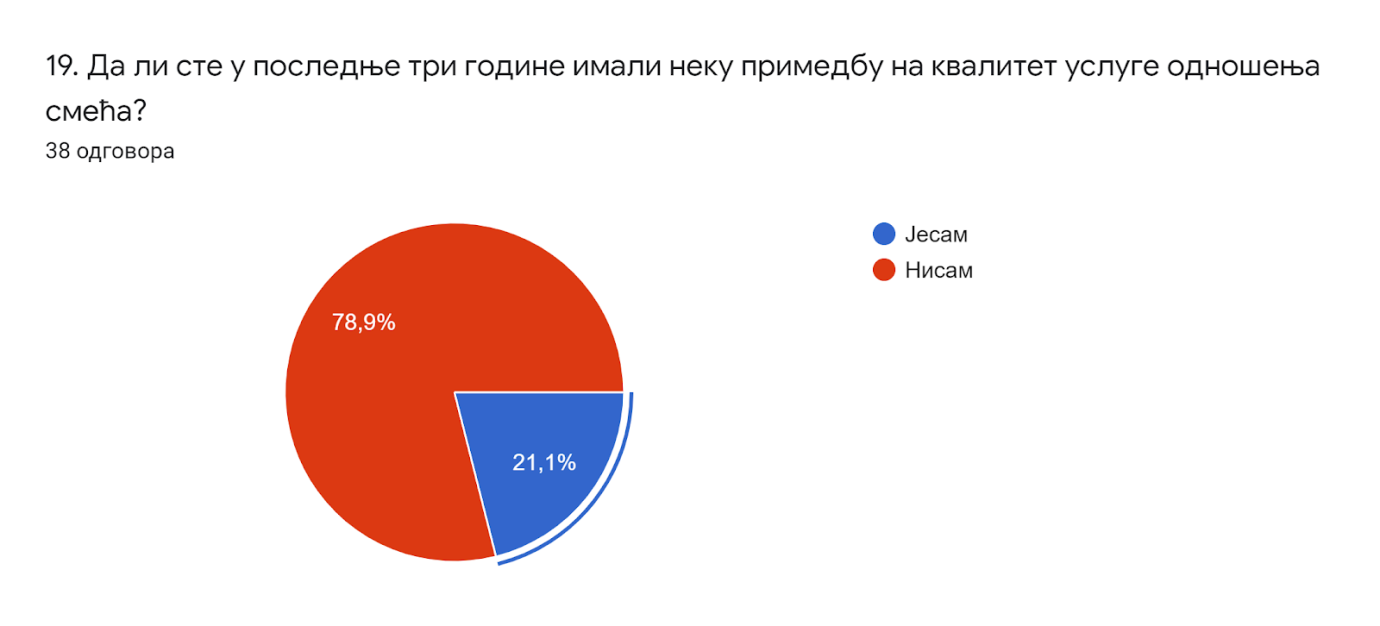 19. Да ли сте у последње три године имали неку примедбу на квалитет услуге одношења
смећа?
38 одговора
Јесам
Нисам
78,9%
21,1%